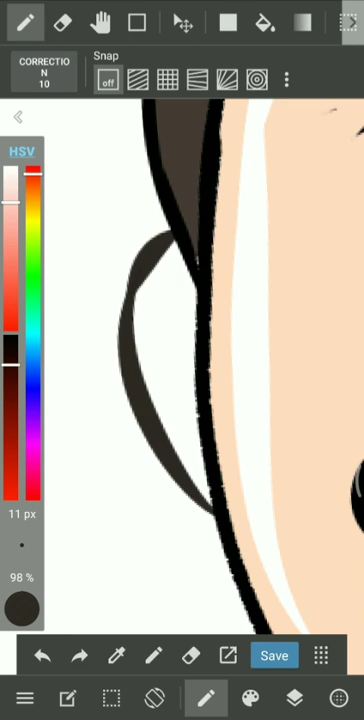 CORRECTIO
N
10
Snap
off
HSV
11 px
98 %
Save